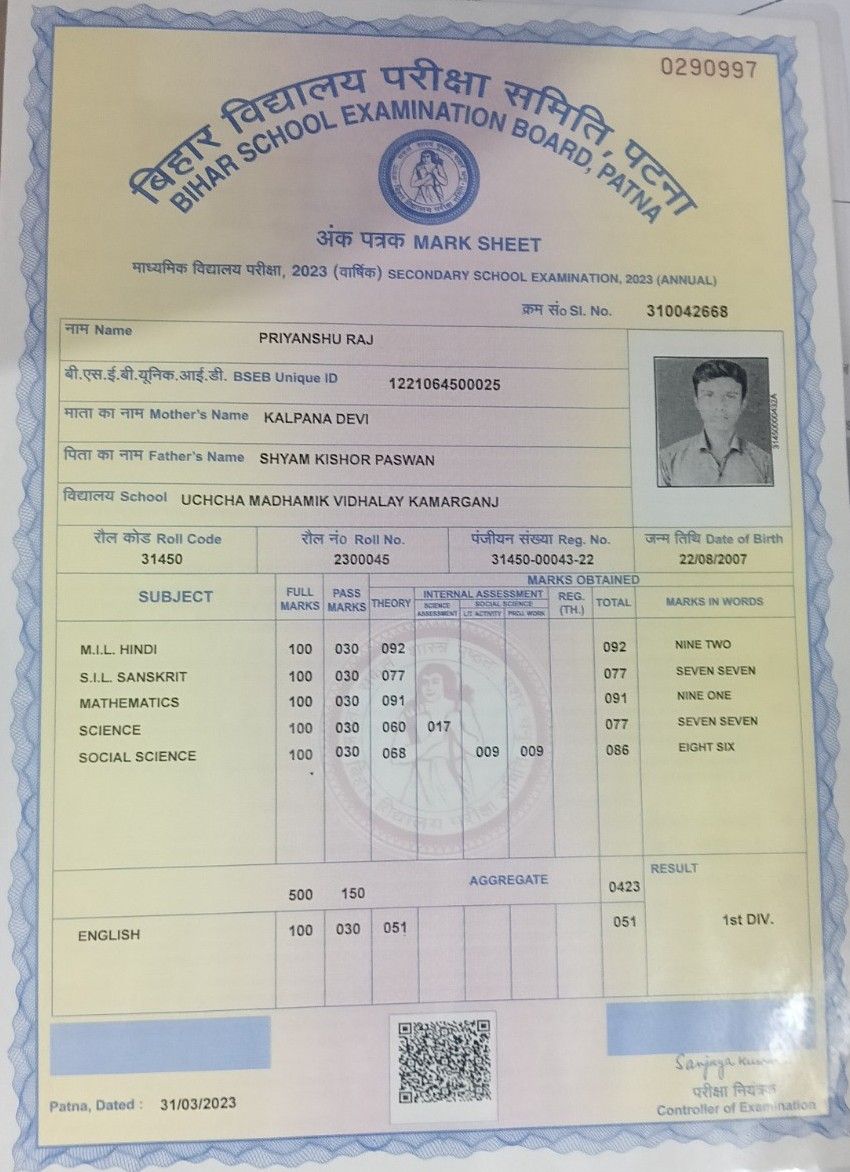 0290997
बिहार विद्यालय परीक्षा समिति, पटना
BIHAR SCHOOL EXAMINATION BOARD, PATNA
अंक पत्रक MARK SHEET
माध्यमिक विद्यालय परीक्षा, 2023 (वार्षिक) SECONDARY SCHOOL EXAMINATION, 2023 (ANNUAL)
क्रम सं० Sl. No. 310042668
नाम Name PRIYANSHU RAJ
बी.एस.ई.बी.यूनिक.आई.डी. BSEB Unique ID 1221064500025
माता का नाम Mother's Name KALPANA DEVI
पिता का नाम Father's Name SHYAM KISHOR PASWAN
विद्यालय School UCHCHA MADHAMIK VIDHALAY KAMARGANJ
रौल कोड Roll Code रौल नं० Roll No. पंजीयन संख्या Reg. No. जन्म तिथि Date of Birth
31450 2300045 31450-00043-22 22/08/2007
MARKS OBTAINED
SUBJECT FULL MARKS PASS MARKS THEORY INTERNAL ASSESSMENT REG. (TH.) TOTAL MARKS IN WORDS
SCIENCE ASSESSMENT SOCIAL SCIENCE LIT ACTIVITY PROJ. WORK
M.I.L. HINDI 100 030 092 092 NINE TWO
S.I.L. SANSKRIT 100 030 077 077 SEVEN SEVEN
MATHEMATICS 100 030 091 091 NINE ONE
SCIENCE 100 030 060 017 077 SEVEN SEVEN
SOCIAL SCIENCE 100 030 068 009 009 086 EIGHT SIX
500 150 AGGREGATE 0423 RESULT
ENGLISH 100 030 051 051 1st DIV.
Patna, Dated : 31/03/2023
परीक्षा नियंत्रक
Controller of Examination